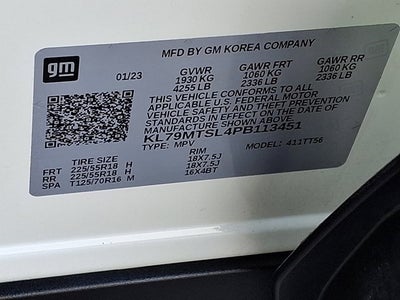 gm
MFD BY GM KOREA COMPANY
01/23 GVWR GAWR FRT GAWR RR
1930 KG 1060 KG 1060 KG
4255 LB 2336 LB 2336 LB
THIS VEHICLE CONFORMS TO ALL
APPLICABLE U.S. FEDERAL MOTOR
VEHICLE SAFETY AND THEFT PREVENTION
STANDARDS IN EFFECT ON THE DATE OF
MANUFACTURE SHOWN ABOVE.
KL79MTSL4PB113451
TYPE: MPV MODEL: 411TT56
TIRE SIZE RIM
FRT 225/55R18 H 18X7.5J
RR 225/55R18 H 18X7.5J
SPA T125/70R16 M 16X4BT